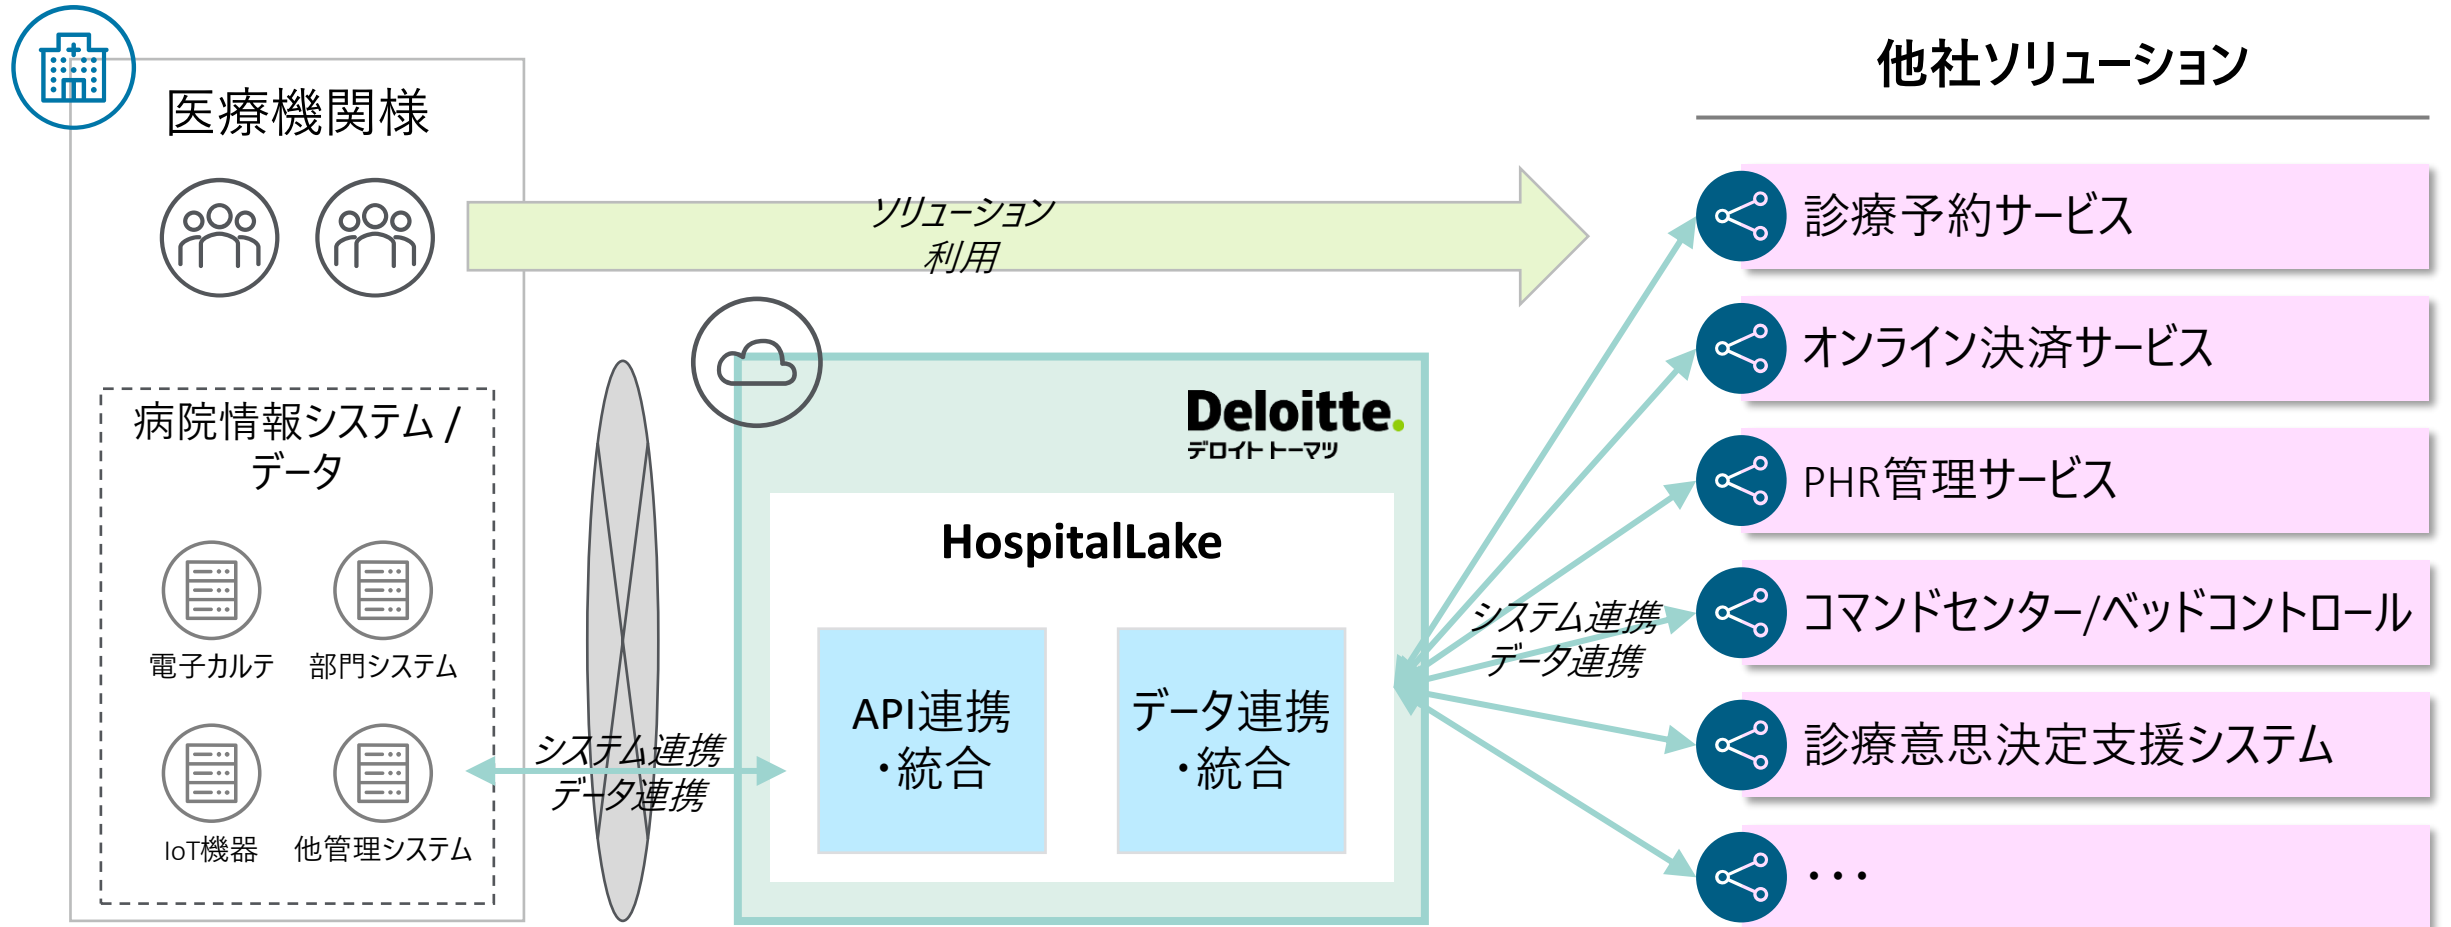 医療機関様
ソリューション
利用
病院情報システム /
データ
電子カルテ
部門システム
IoT機器
他管理システム
システム連携
データ連携
Deloitte.
デロイト トーマツ
HospitalLake
API連携
・統合
データ連携
・統合
システム連携
データ連携
他社ソリューション
診療予約サービス
オンライン決済サービス
PHR管理サービス
コマンドセンター/ベッドコントロール
診療意思決定支援システム
・・・